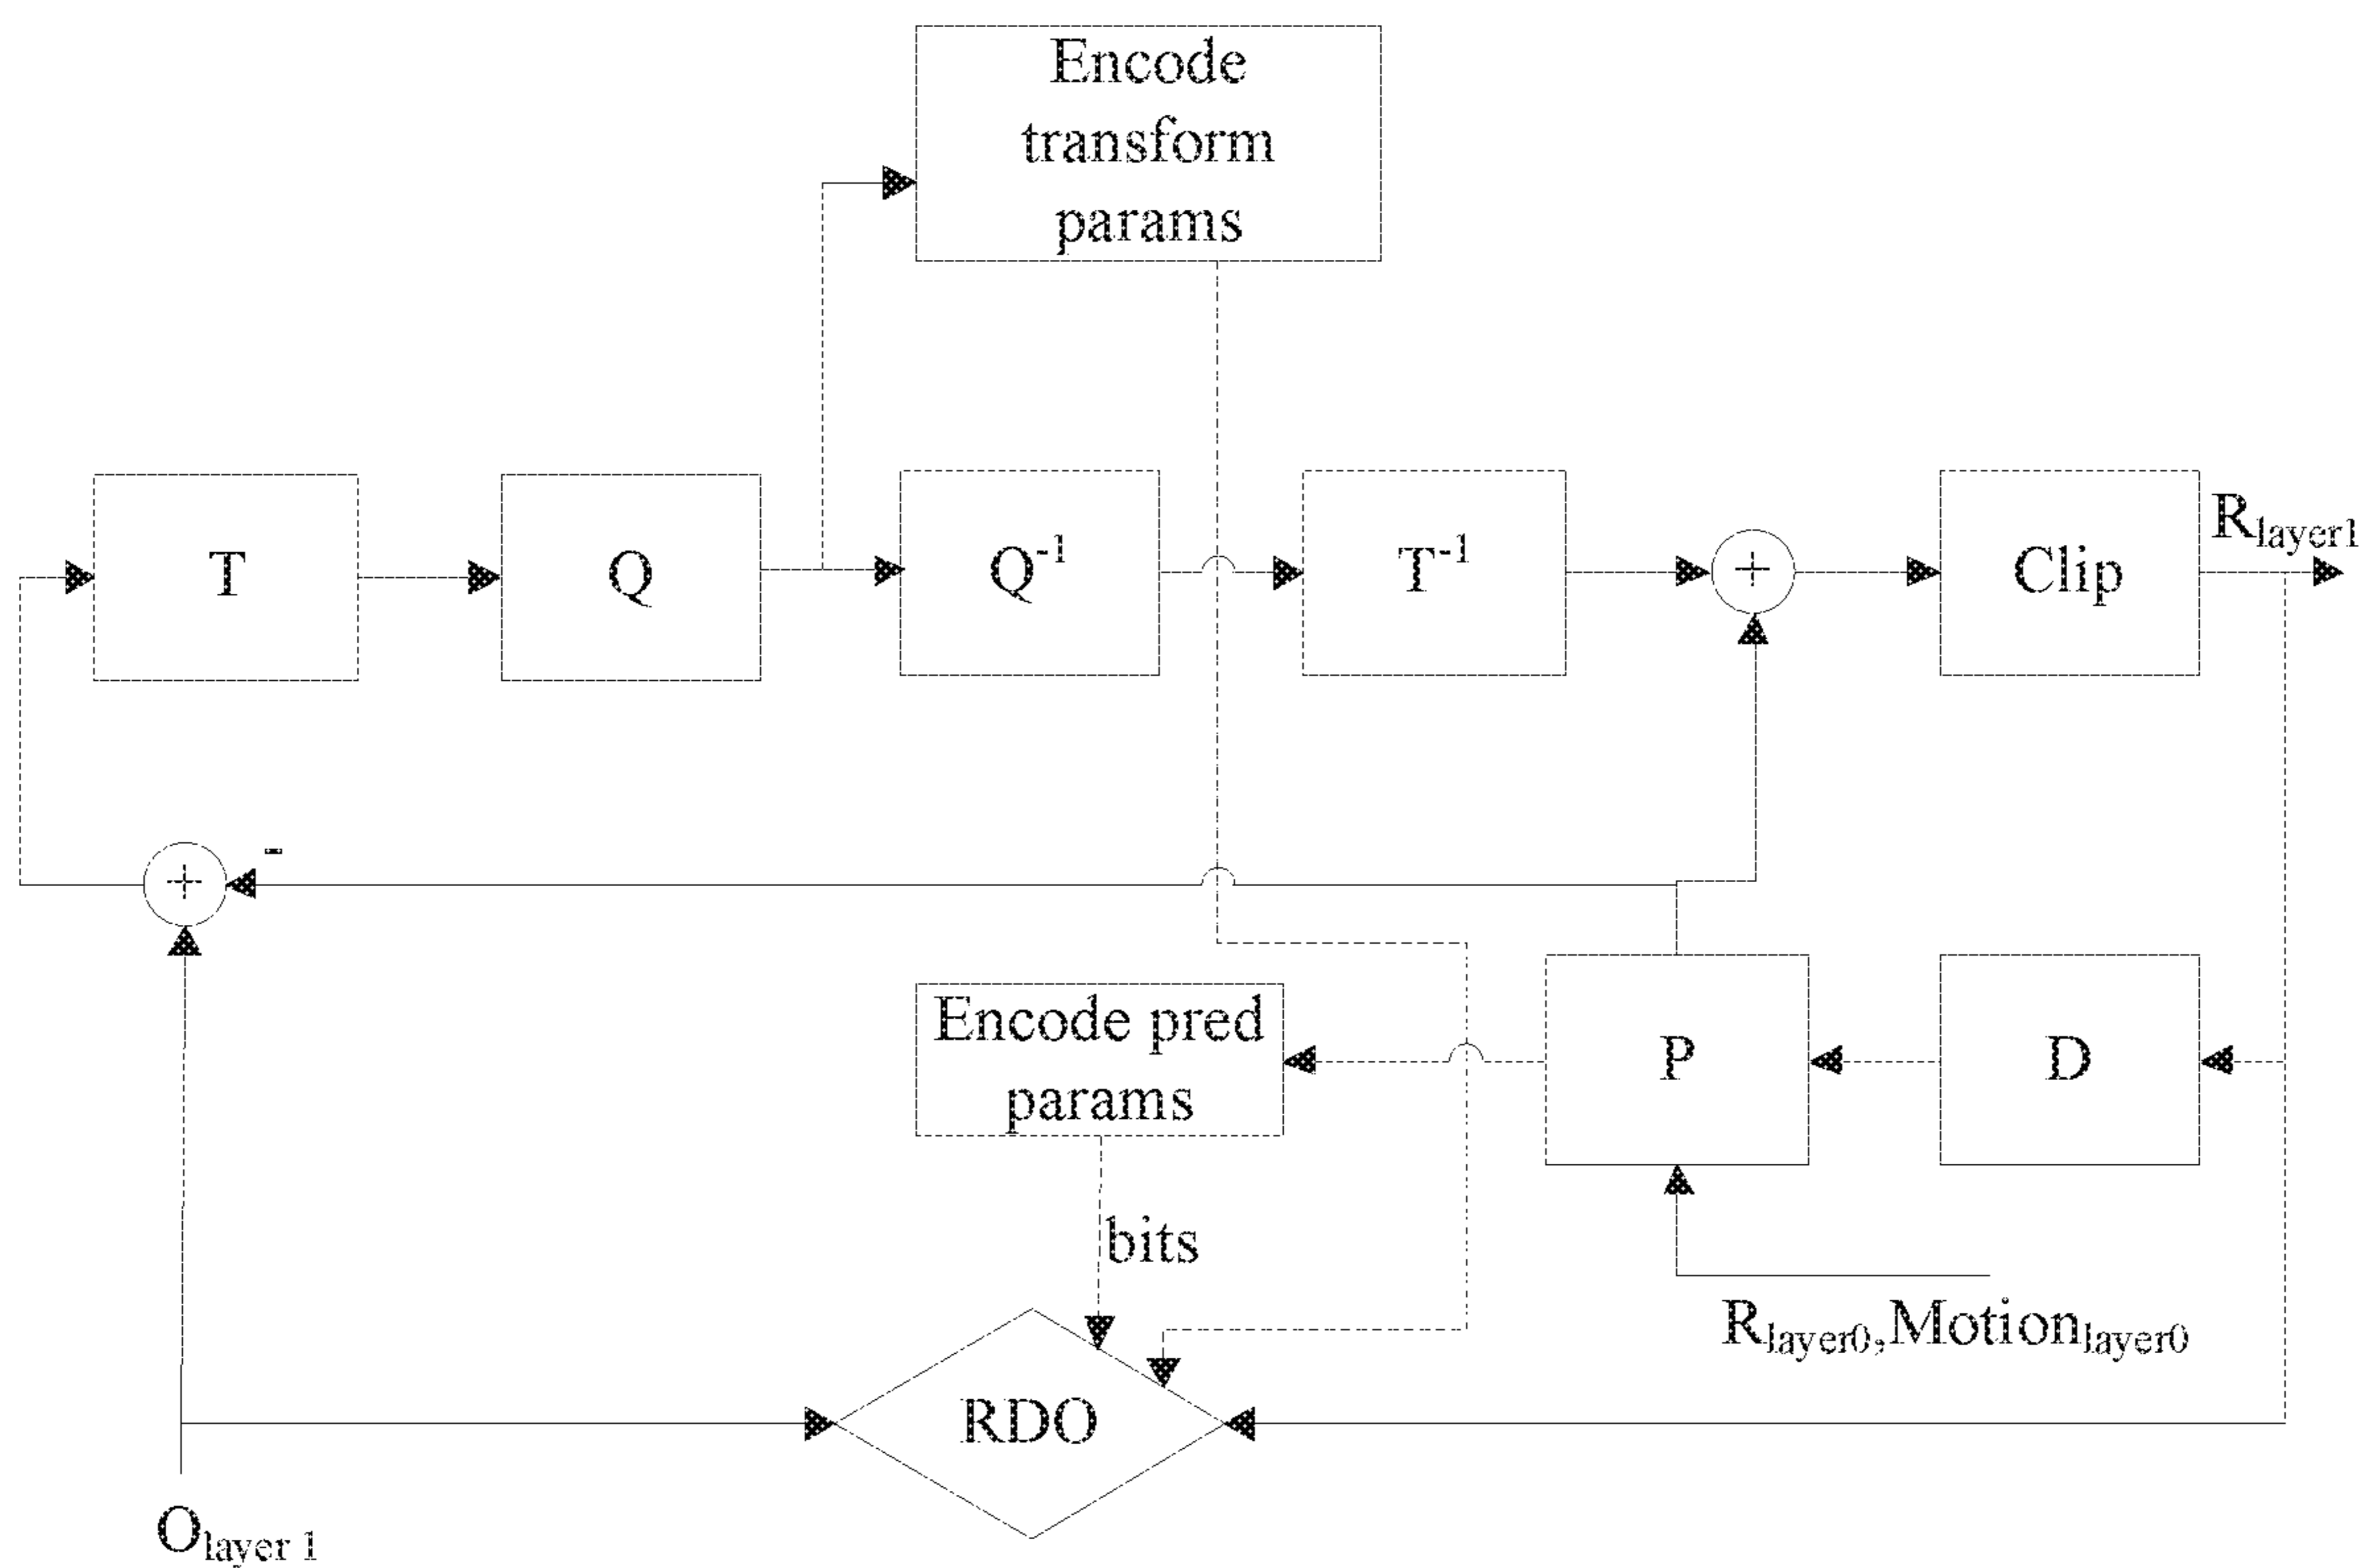 Encode
transform
params
T
Q
Q-1
T-1
+
Clip
Rlayer1
+
-
Encode pred
params
P
D
bits
Rlayer0,Motionlayer0
RDO
Olayer 1